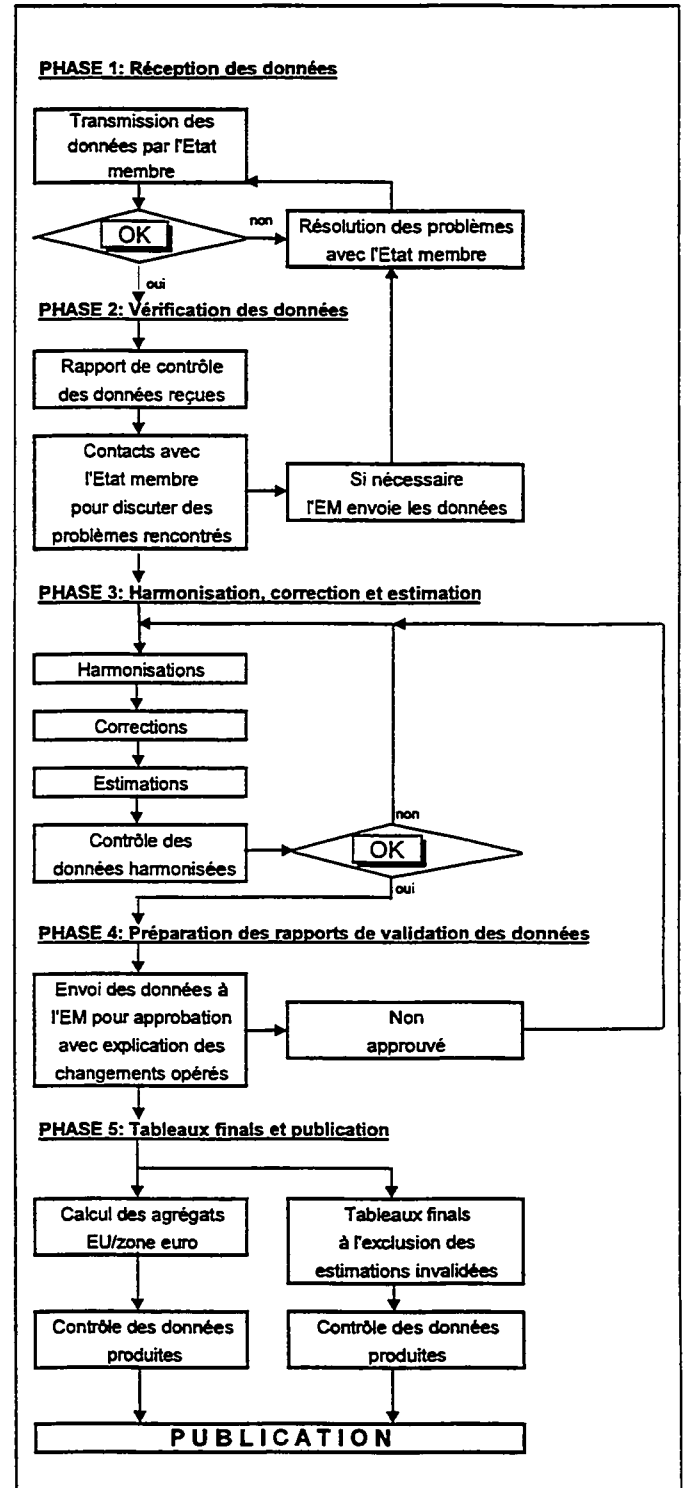 PHASE 1: Réception des données
Transmission des
données par l'Etat
membre
OK
non
Résolution des problèmes
avec l'Etat membre
oui
PHASE 2: Vérification des données
Rapport de contrôle
des données reçues
Contacts avec
l'Etat membre
pour discuter des
problèmes rencontrés
Si nécessaire
l'EM envoie les données
PHASE 3: Harmonisation, correction et estimation
Harmonisations
Corrections
Estimations
Contrôle des
données harmonisées
non
OK
oui
PHASE 4: Préparation des rapports de validation des données
Envoi des données à
l'EM pour approbation
avec explication des
changements opérés
Non
approuvé
PHASE 5: Tableaux finals et publication
Calcul des agrégats
EU/zone euro
Tableaux finals
à l'exclusion des
estimations invalidées
Contrôle des données
produites
Contrôle des données
produites
PUBLICATION